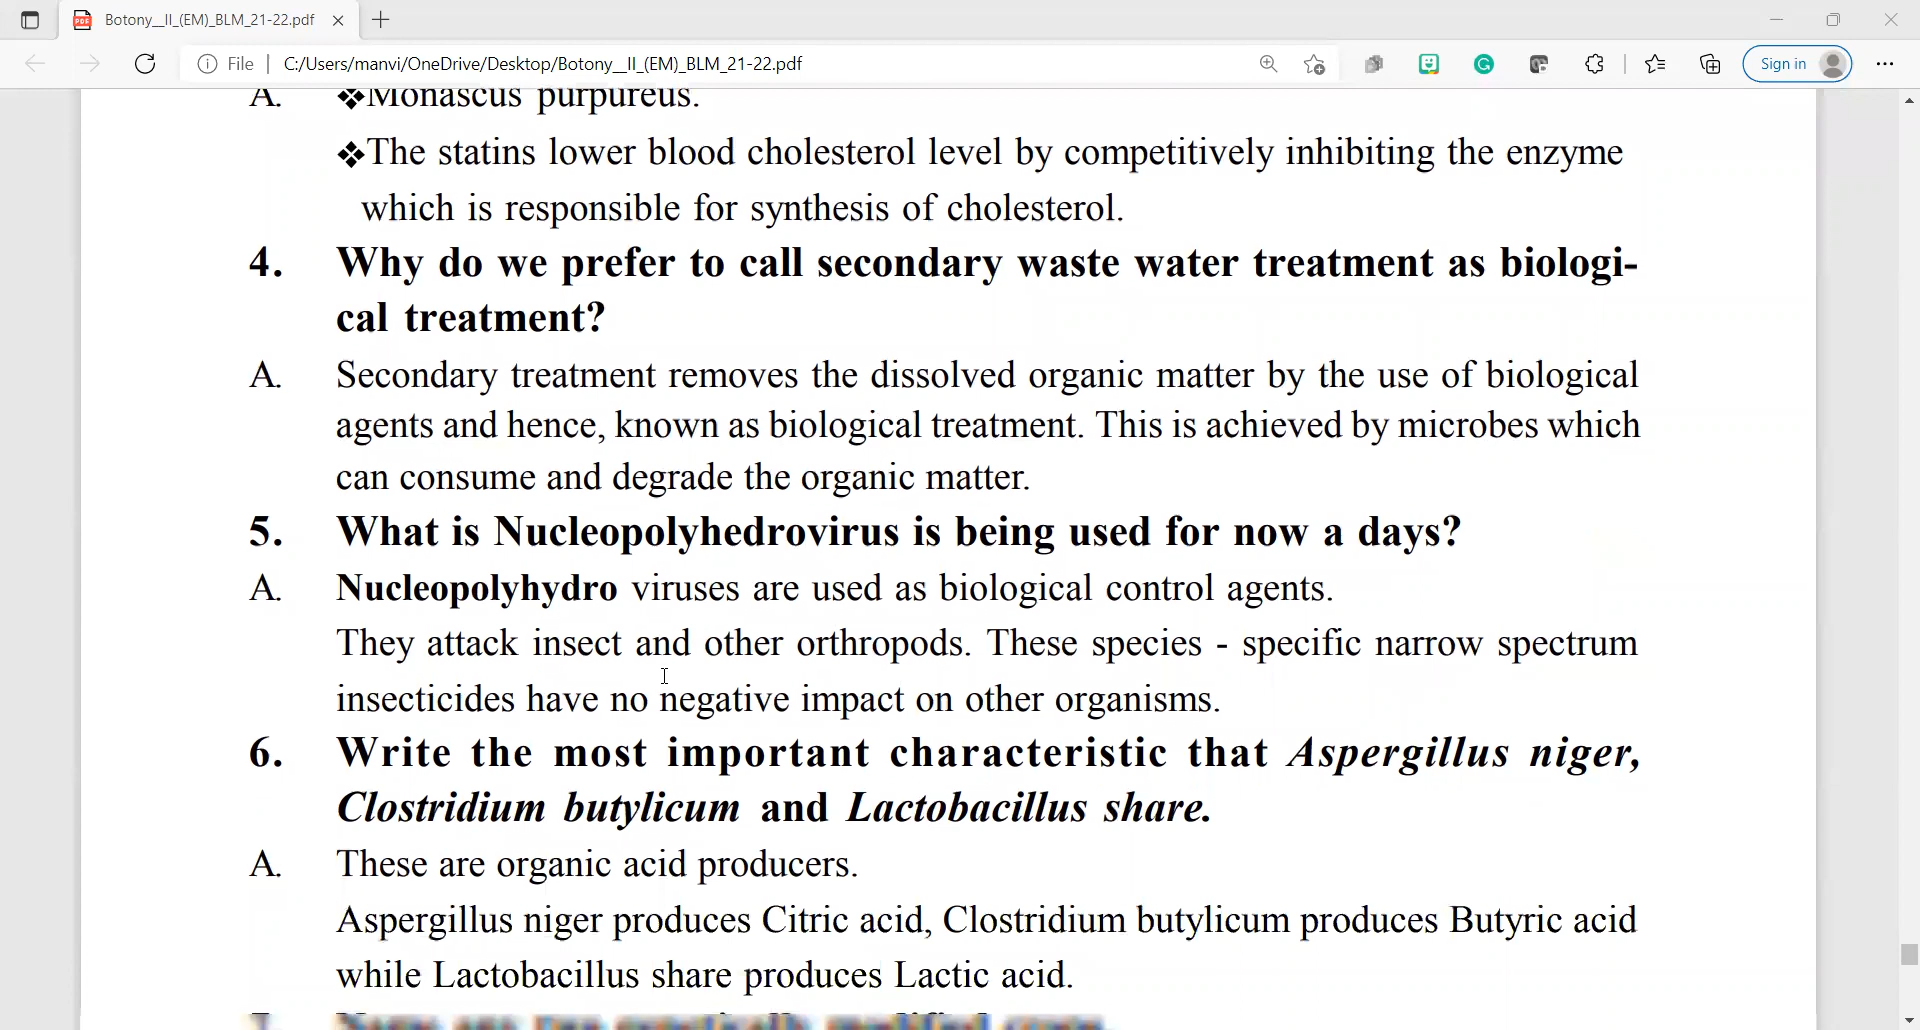 Botony__II_(EM)_BLM_21-22.pdf
File
C:/Users/manvi/OneDrive/Desktop/Botony__II_(EM)_BLM_21-22.pdf
Sign in
A. ❖Monascus purpureus.
❖The statins lower blood cholesterol level by competitively inhibiting the enzyme
which is responsible for synthesis of cholesterol.
4. Why do we prefer to call secondary waste water treatment as biologi-
cal treatment?
A. Secondary treatment removes the dissolved organic matter by the use of biological
agents and hence, known as biological treatment. This is achieved by microbes which
can consume and degrade the organic matter.
5. What is Nucleopolyhedrovirus is being used for now a days?
A. Nucleopolyhydro viruses are used as biological control agents.
They attack insect and other orthropods. These species - specific narrow spectrum
insecticides have no negative impact on other organisms.
6. Write the most important characteristic that Aspergillus niger,
Clostridium butylicum and Lactobacillus share.
A. These are organic acid producers.
Aspergillus niger produces Citric acid, Clostridium butylicum produces Butyric acid
while Lactobacillus share produces Lactic acid.